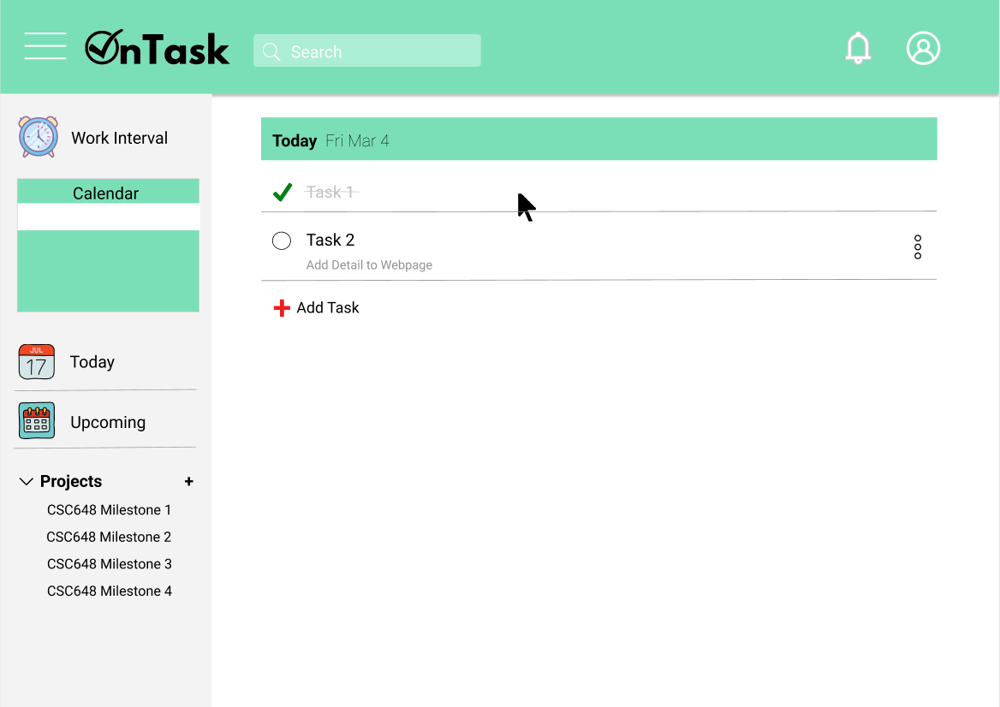 OnTask
Search
Work Interval
Calendar
JUL
17
Today
Upcoming
Projects +
CSC648 Milestone 1
CSC648 Milestone 2
CSC648 Milestone 3
CSC648 Milestone 4
Today Fri Mar 4
Task 1
Task 2
Add Detail to Webpage
Add Task